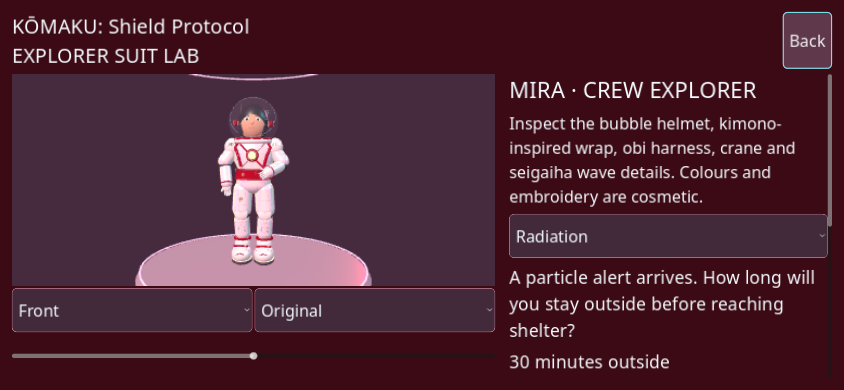 KŌMAKU: Shield Protocol
EXPLORER SUIT LAB
Back
MIRA · CREW EXPLORER
Inspect the bubble helmet, kimono-
inspired wrap, obi harness, crane and
seigaiha wave details. Colours and
embroidery are cosmetic.
Radiation
A particle alert arrives. How long will
you stay outside before reaching
shelter?
30 minutes outside
Front
Original